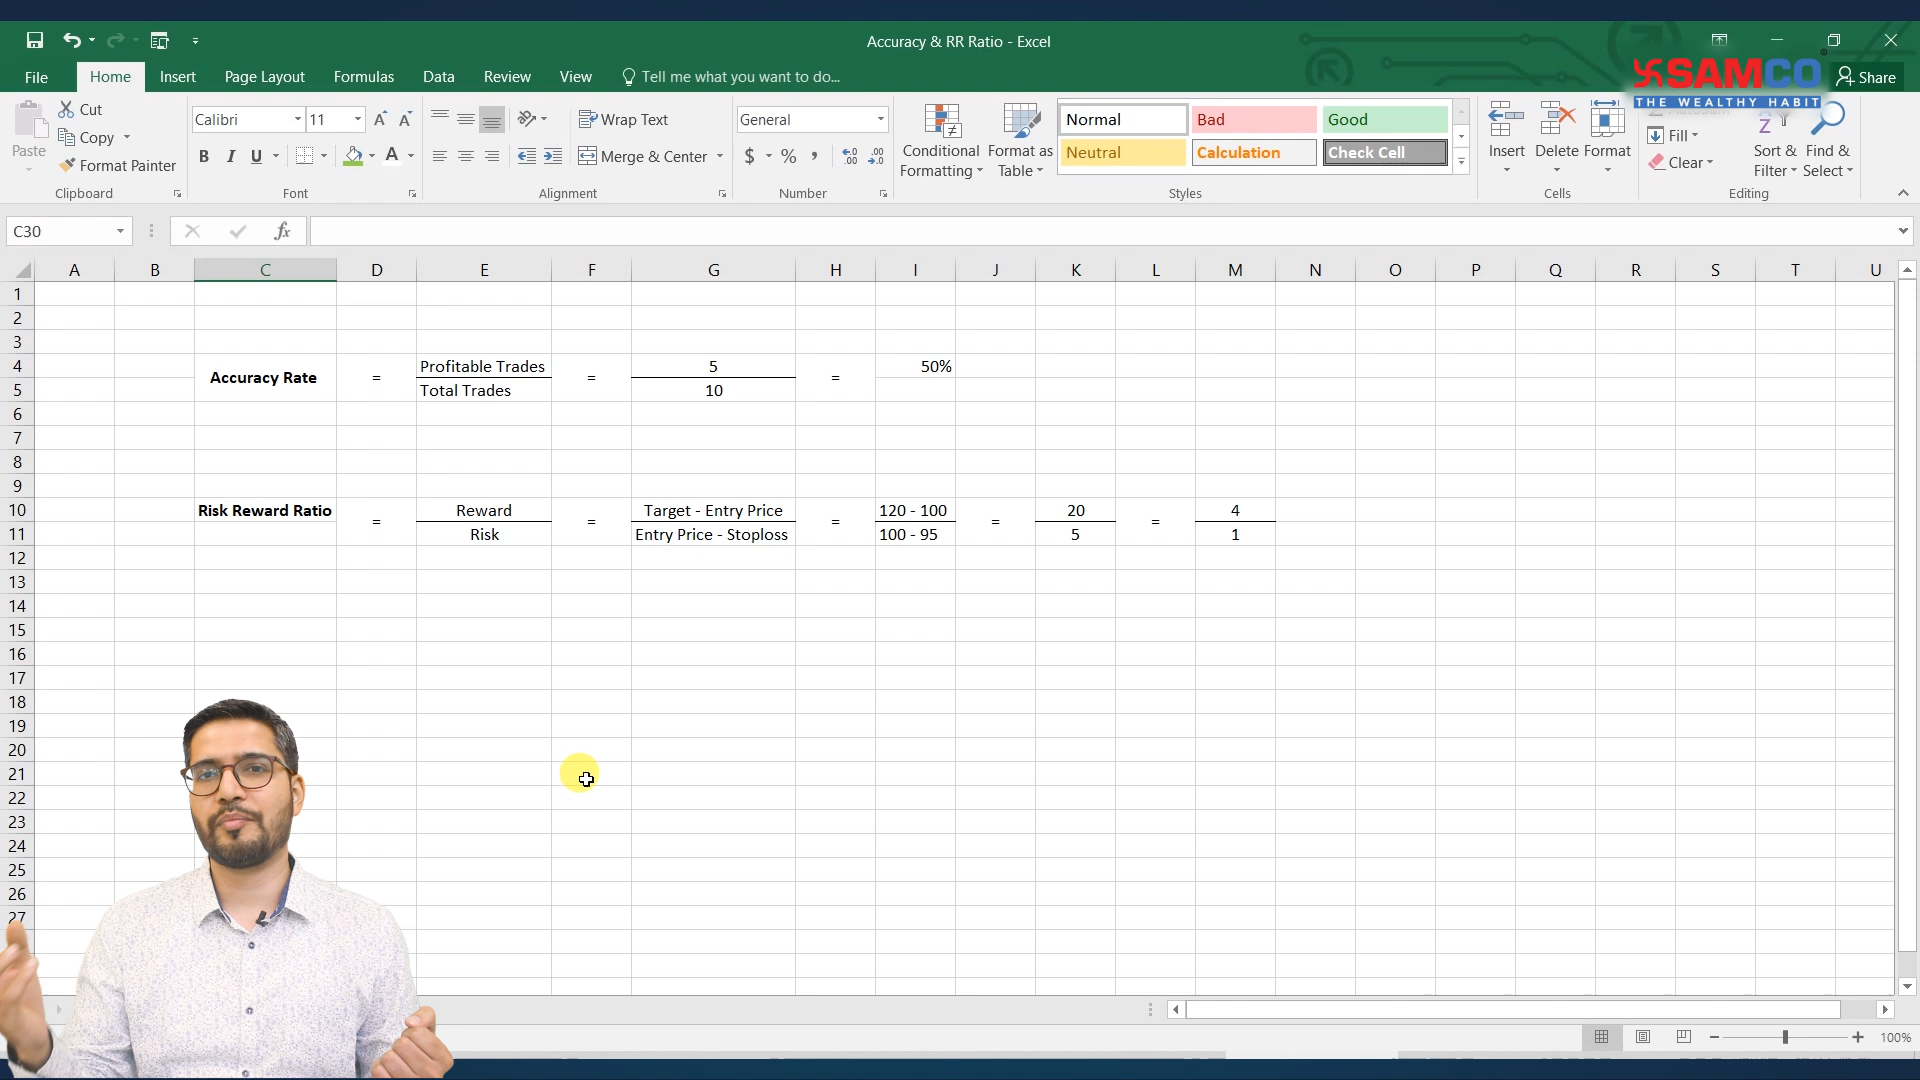 Accuracy & RR Ratio - Excel
SAMCO
THE WEALTHY HABIT
File Home Insert Page Layout Formulas Data Review View Tell me what you want to do... Share
Paste
Cut
Copy
Format Painter
Clipboard
Calibri 11
B I U
Font
Wrap Text
Merge & Center
Alignment
General
$ % ,
Number
Conditional Formatting
Format as Table
Normal Bad Good
Neutral Calculation Check Cell
Styles
Insert Delete Format
Cells
Fill
Clear
Sort & Filter
Find & Select
Editing
C30 fx
A B C D E F G H I J K L M N O P Q R S T U
1
2
3
4 Profitable Trades 5 50%
Accuracy Rate = = =
5 Total Trades 10
6
7
8
9
10 Risk Reward Ratio Reward Target - Entry Price 120 - 100 20 4
= = = = =
11 Risk Entry Price - Stoploss 100 - 95 5 1
12
13
14
15
16
17
18
19
20
21
22
23
24
25
26
27
100%